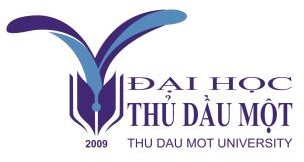 ĐẠI HỌC
THỦ DẦU MỘT
2009
THU DAU MOT UNIVERSITY